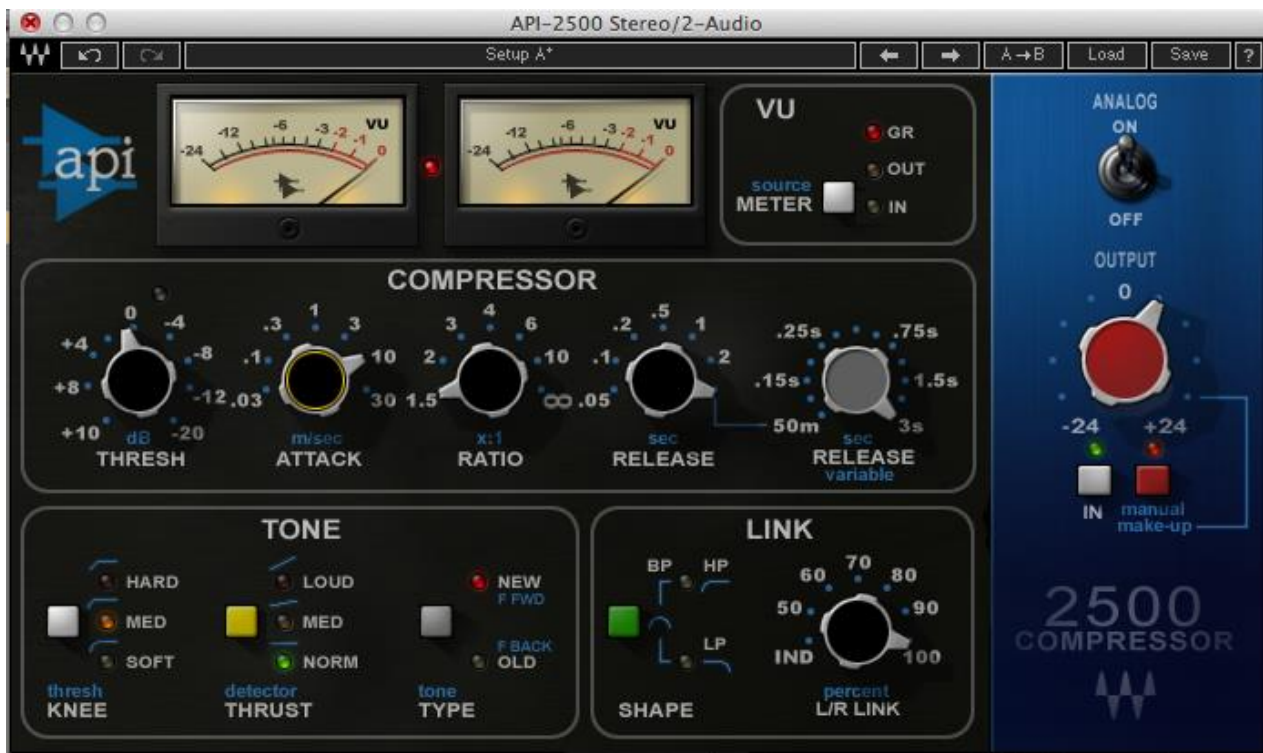 API-2500 Stereo/2-Audio
Setup A*
A→B
Load
Save
?
api
-24 -12 -6 -3 -2 -1 0 VU
-24 -12 -6 -3 -2 -1 0 VU
VU
GR
OUT
IN
source
METER
ANALOG
ON
OFF
OUTPUT
0
-24 +24
IN
manual
make-up
2500
COMPRESSOR
COMPRESSOR
+10 +8 +4 0 -4 -8 -12 -20
dB
THRESH
.03 .1 .3 1 3 10 30
m/sec
ATTACK
1.5 2 3 4 6 10 ∞
x:1
RATIO
.05 .1 .2 .5 1 2
sec
RELEASE
50m .15s .25s .75s 1.5s 3s
sec
RELEASE
variable
TONE
HARD
MED
SOFT
thresh
KNEE
LOUD
MED
NORM
detector
THRUST
NEW
F FWD
F BACK
OLD
tone
TYPE
LINK
BP HP
LP
SHAPE
IND 50 60 70 80 90 100
percent
L/R LINK